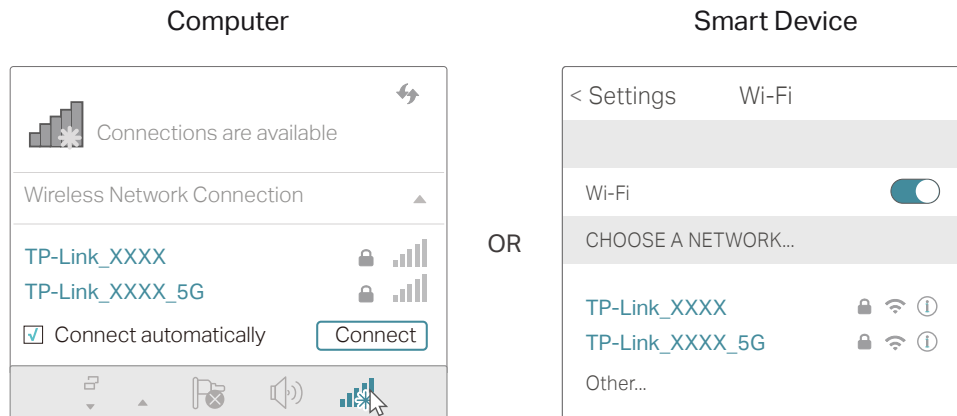 Computer
Connections are available
Wireless Network Connection
TP-Link_XXXX
TP-Link_XXXX_5G
Connect automatically
Connect
OR
Smart Device
< Settings
Wi-Fi
Wi-Fi
CHOOSE A NETWORK...
TP-Link_XXXX
TP-Link_XXXX_5G
Other...